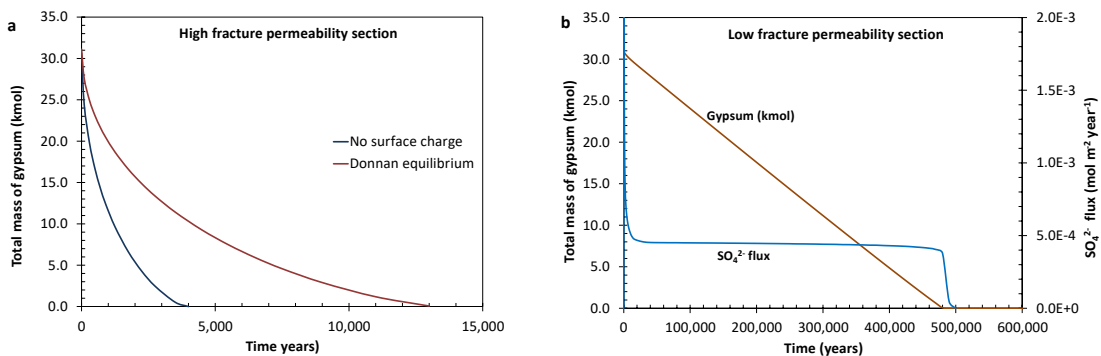 a
High fracture permeability section
Total mass of gypsum (kmol)
35.0
30.0
25.0
20.0
15.0
10.0
5.0
0.0
No surface charge
Donnan equilibrium
0
5,000
10,000
15,000
Time years)
b
Low fracture permeability section
Total mass of gypsum (kmol)
35.0
30.0
25.0
20.0
15.0
10.0
5.0
0.0
Gypsum (kmol)
SO₄²⁻ flux
2.0E-3
1.5E-3
1.0E-3
5.0E-4
0.0E+0
SO₄²⁻ flux (mol m⁻² year⁻¹)
0
100,000
200,000
300,000
400,000
500,000
600,000
Time (years)